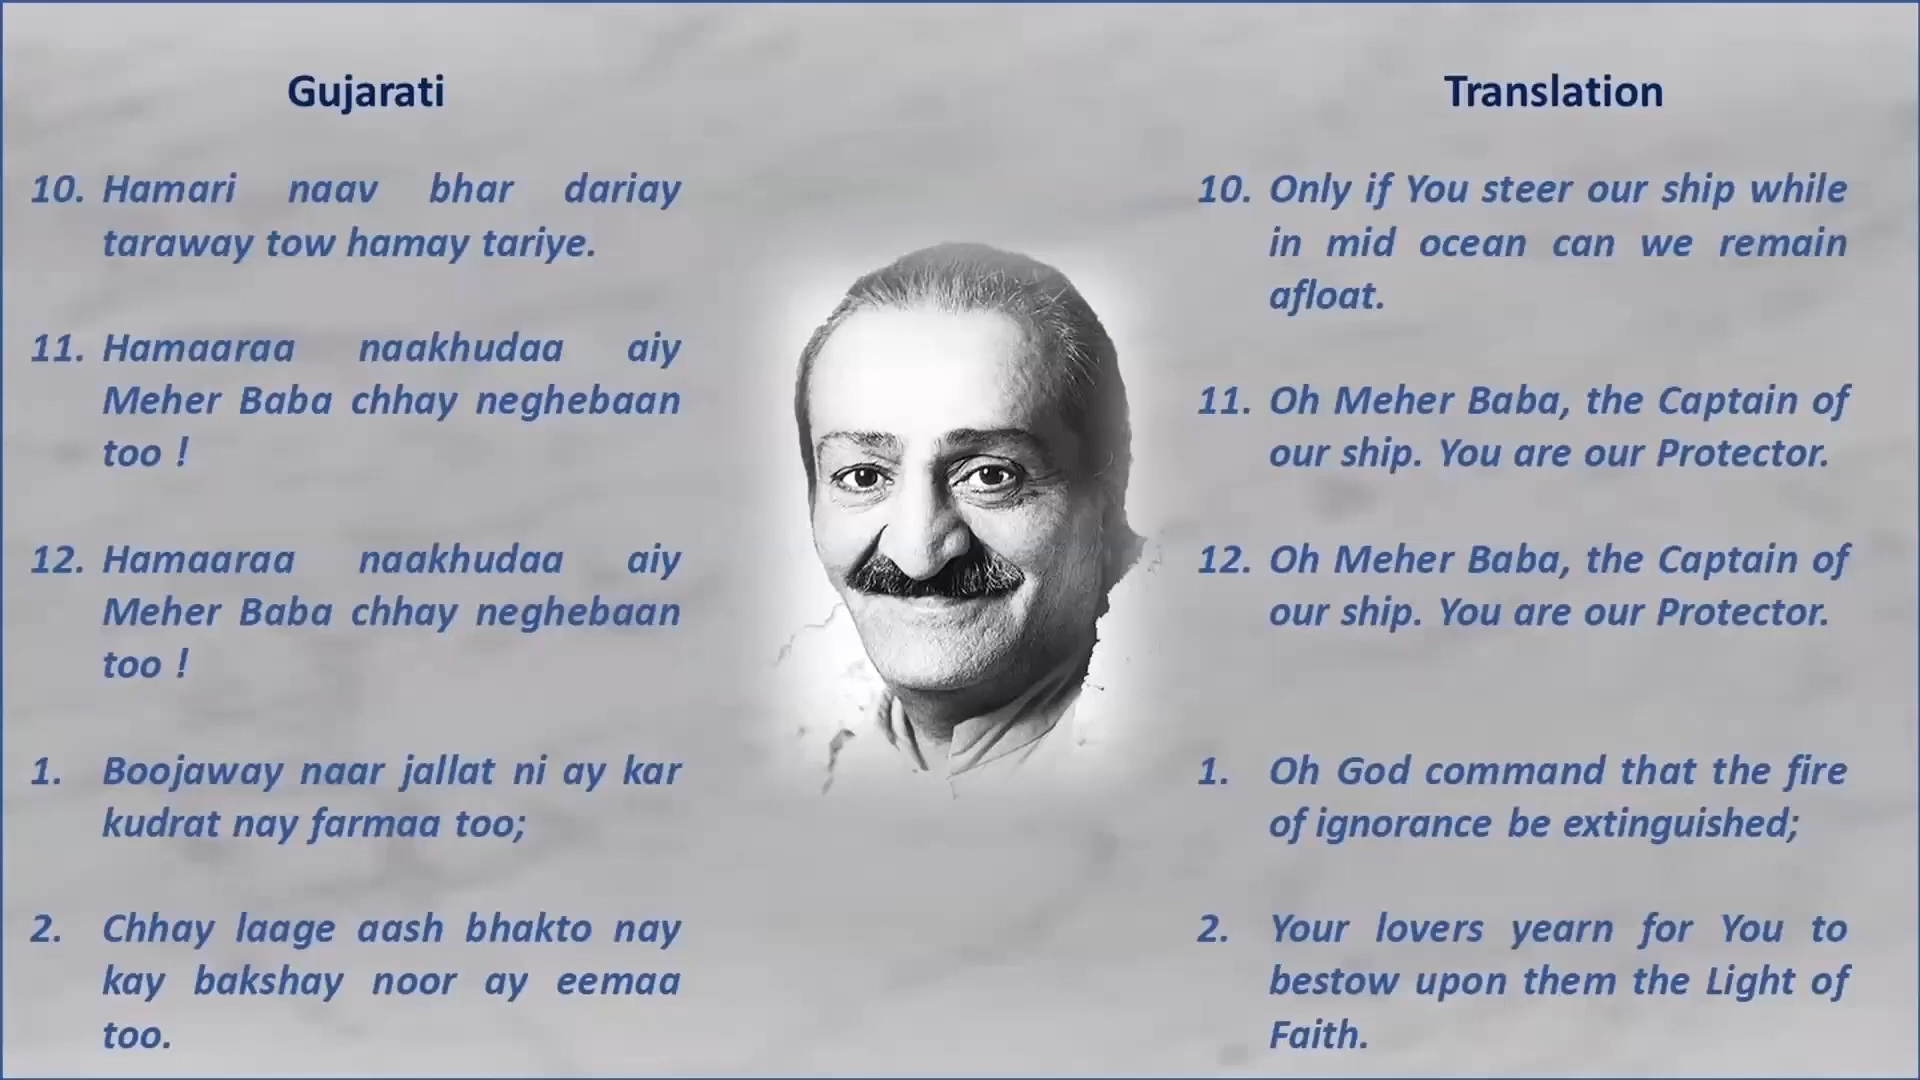 Gujarati
10. Hamari naav bhar dariay
taraway tow hamay tariye.
11. Hamaaraa naakhudaa aiy
Meher Baba chhay neghebaan
too !
12. Hamaaraa naakhudaa aiy
Meher Baba chhay neghebaan
too !
1. Boojaway naar jallat ni ay kar
kudrat nay farmaa too;
2. Chhay laage aash bhakto nay
kay bakshay noor ay eemaa
too.
Translation
10. Only if You steer our ship while
in mid ocean can we remain
afloat.
11. Oh Meher Baba, the Captain of
our ship. You are our Protector.
12. Oh Meher Baba, the Captain of
our ship. You are our Protector.
1. Oh God command that the fire
of ignorance be extinguished;
2. Your lovers yearn for You to
bestow upon them the Light of
Faith.